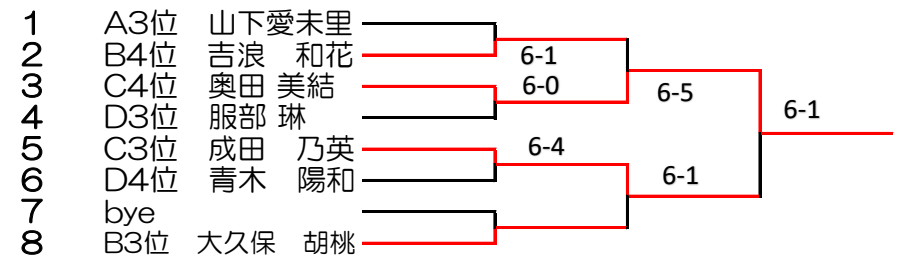 1 A3位 山下愛未里
2 B4位 吉浪 和花 6-1
3 C4位 奥田 美結 6-0 6-5
4 D3位 服部 琳 6-1
5 C3位 成田 乃英 6-4
6 D4位 青木 陽和 6-1
7 bye
8 B3位 大久保 胡桃